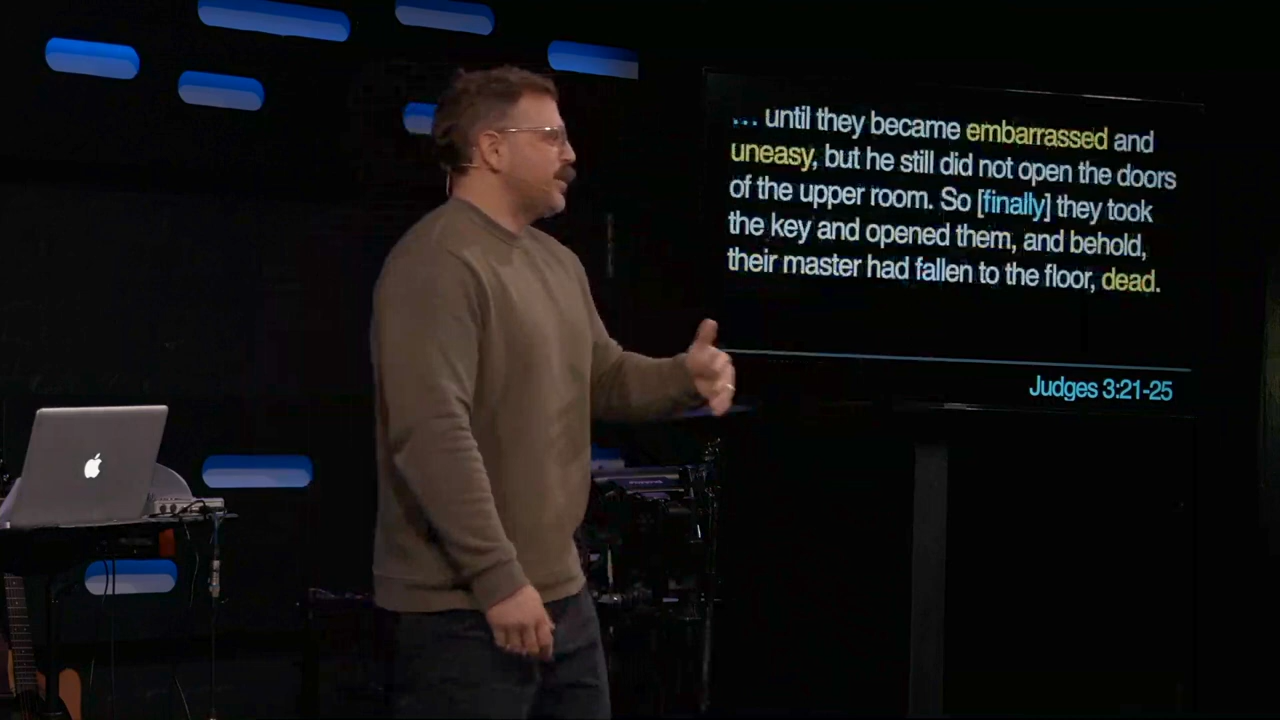 ... until they became embarrassed and
uneasy, but he still did not open the doors
of the upper room. So [finally] they took
the key and opened them, and behold,
their master had fallen to the floor, dead.
Judges 3:21-25